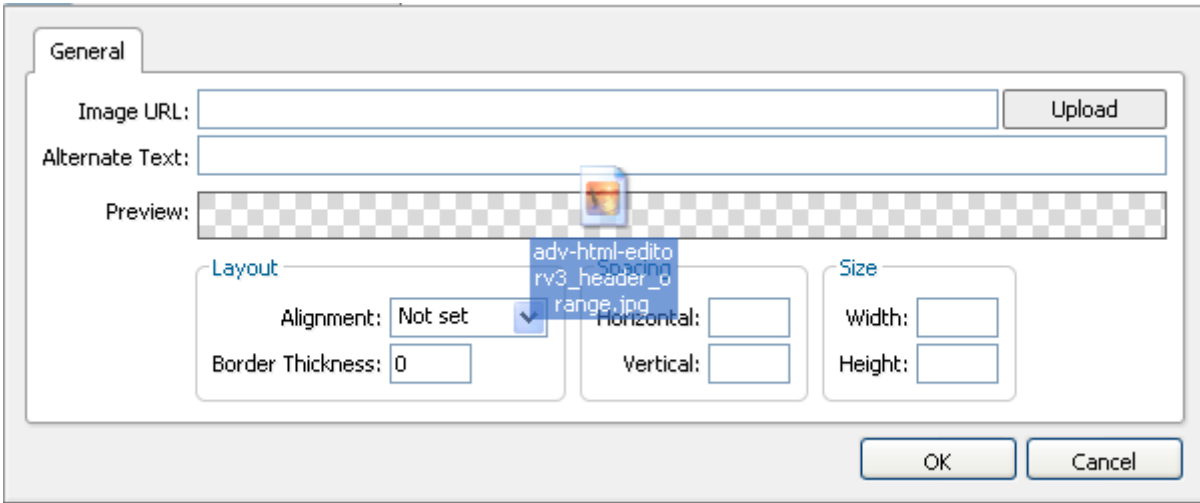 General
Image URL:
Upload
Alternate Text:
Preview:
adv-html-edito
rv3_header_o
range.jpg
Layout
Spacing
Size
Alignment: Not set
Horizontal:
Width:
Border Thickness: 0
Vertical:
Height:
OK
Cancel